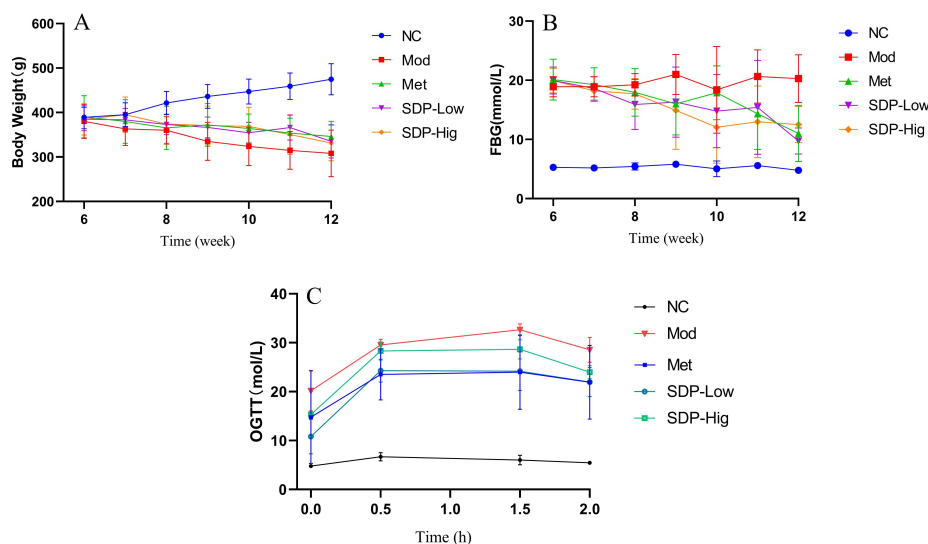 A
Body Weight(g)
600
500
400
300
200
6
8
10
12
Time (week)
NC
Mod
Met
SDP-Low
SDP-Hig
B
FBG(mmol/L)
30
20
10
0
6
8
10
12
Time (week)
NC
Mod
Met
SDP-Low
SDP-Hig
C
OGTT (mol/L)
40
30
20
10
0
0.0
0.5
1.0
1.5
2.0
Time (h)
NC
Mod
Met
SDP-Low
SDP-Hig